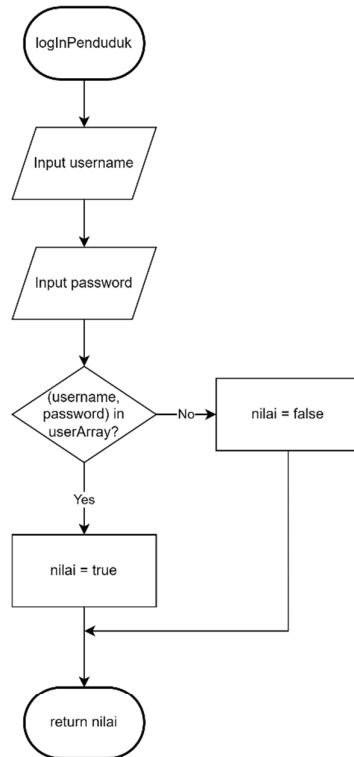 logInPenduduk
Input username
Input password
(username,
password) in
userArray?
No
nilai = false
Yes
nilai = true
return nilai